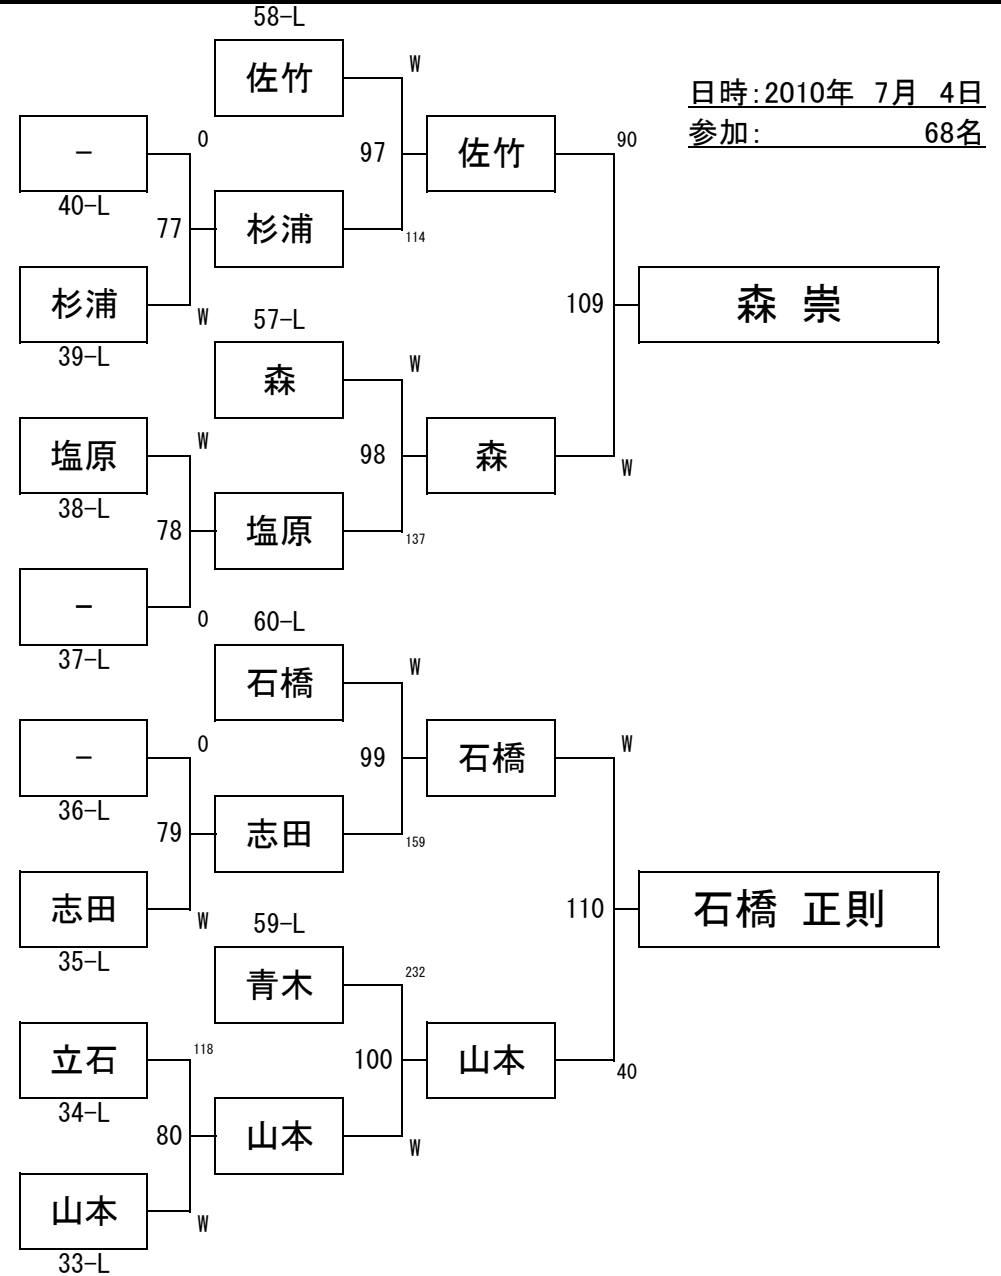 58-L
佐竹
W
日時:2010年 7月 4日
参加: 68名
-
0
40-L
97
佐竹
90
77
杉浦
114
杉浦
W
39-L
57-L
森
W
109
森 崇
塩原
W
38-L
98
森
W
78
塩原
137
-
0
37-L
60-L
石橋
W
-
0
36-L
99
石橋
W
79
志田
159
志田
W
35-L
59-L
青木
232
110
石橋 正則
立石
118
34-L
100
山本
40
80
山本
W
山本
W
33-L